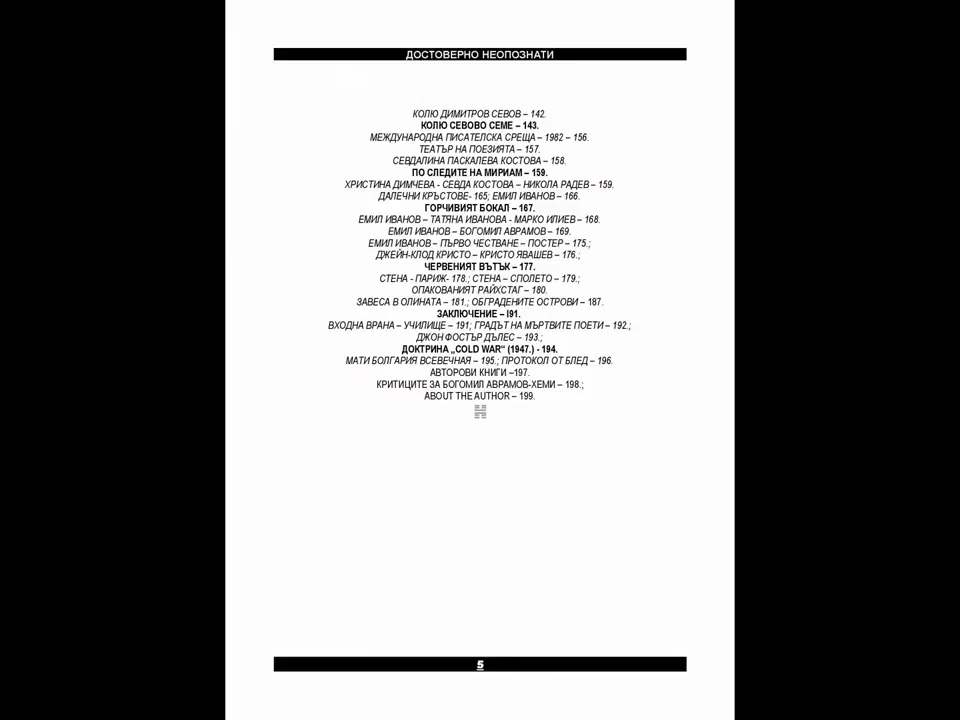 ДОСТОВЕРНО НЕОПОЗНАТИ
КОЛЮ ДИМИТРОВ СЕВОВ – 142.
КОЛЮ СЕВОВО СЕМЕ – 143.
МЕЖДУНАРОДНА ПИСАТЕЛСКА СРЕЩА – 1982 – 156.
ТЕАТЪР НА ПОЕЗИЯТА – 157.
СЕВДАЛИНА ПАСКАЛЕВА КОСТОВА – 158.
ПО СЛЕДИТЕ НА МИРИАМ – 159.
ХРИСТИНА ДИМЧЕВА - СЕВДА КОСТОВА – НИКОЛА РАДЕВ – 159.
ДАЛЕЧНИ КРЪСТОВЕ- 165; ЕМИЛ ИВАНОВ – 166.
ГОРЧИВИЯТ БОКАЛ – 167.
ЕМИЛ ИВАНОВ – ТАТЯНА ИВАНОВА - МАРКО ИЛИЕВ – 168.
ЕМИЛ ИВАНОВ – БОГОМИЛ АВРАМОВ – 169.
ЕМИЛ ИВАНОВ – ПЪРВО ЧЕСТВАНЕ – ПОСТЕР – 175.;
ДЖЕЙН-КЛОД КРИСТО – КРИСТО ЯВАШЕВ – 176.;
ЧЕРВЕНИЯТ ВЪТЪК – 177.
СТЕНА - ПАРИЖ- 178.; СТЕНА – СПОЛЕТО – 179.;
ОПАКОВАНИЯТ РАЙХСТАГ – 180.
ЗАВЕСА В ОЛИНАТА – 181.; ОБГРАДЕНИТЕ ОСТРОВИ – 187.
ЗАКЛЮЧЕНИЕ – I91.
ВХОДНА ВРАНА – УЧИЛИЩЕ – 191; ГРАДЪТ НА МЪРТВИТЕ ПОЕТИ – 192.;
ДЖОН ФОСТЪР ДЪЛЕС – 193.;
ДОКТРИНА „COLD WAR“ (1947.) - 194.
МАТИ БОЛГАРИЯ ВСЕВЕЧНАЯ – 195.; ПРОТОКОЛ ОТ БЛЕД – 196.
АВТОРОВИ КНИГИ –197.
КРИТИЦИТЕ ЗА БОГОМИЛ АВРАМОВ-ХЕМИ – 198.;
ABOUT THE AUTHOR – 199.
5